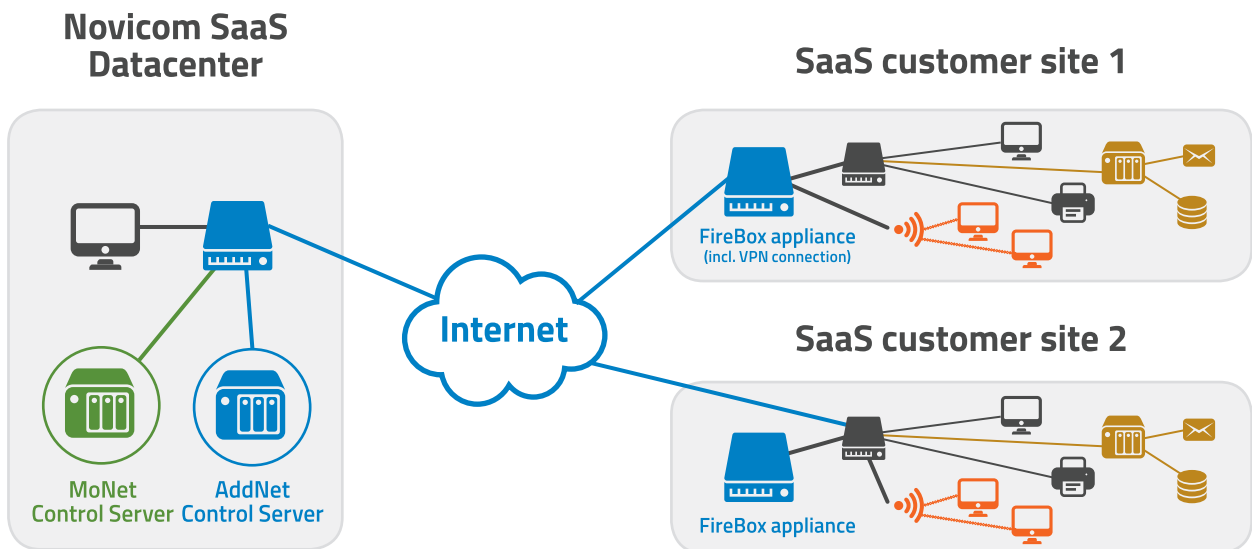 Novicom SaaS
Datacenter
MoNet
Control Server
AddNet
Control Server
Internet
SaaS customer site 1
FireBox appliance
(incl. VPN connection)
SaaS customer site 2
FireBox appliance